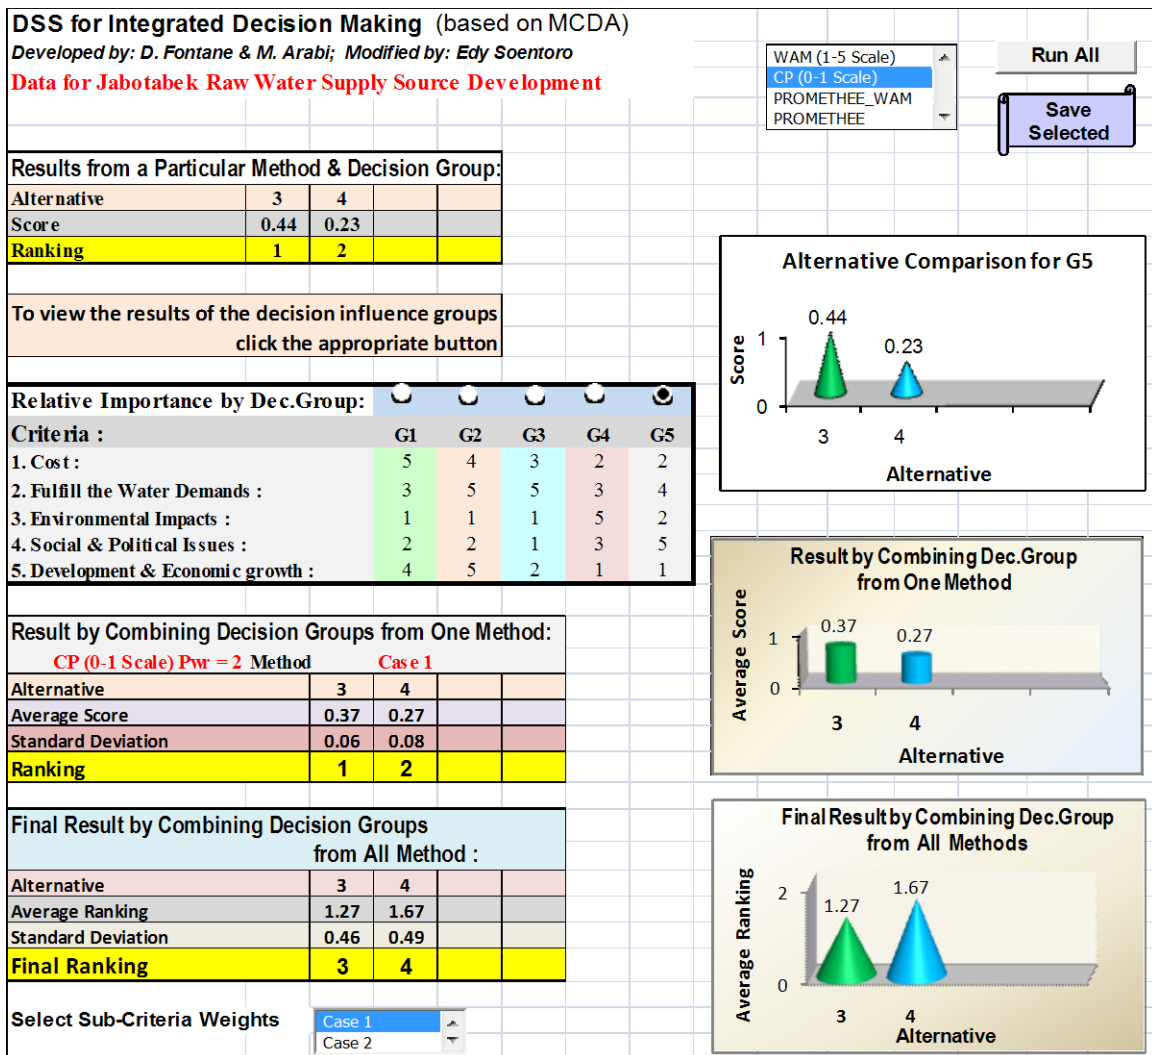 DSS for Integrated Decision Making (based on MCDA)
Developed by: D. Fontane & M. Arabi; Modified by: Edy Soentoro
Data for Jabotabek Raw Water Supply Source Development
WAM (1-5 Scale)
CP (0-1 Scale)
PROMETHEE_WAM
PROMETHEE
Run All
Save
Selected
Results from a Particular Method & Decision Group:
Alternative 3 4
Score 0.44 0.23
Ranking 1 2
To view the results of the decision influence groups
click the appropriate button
Relative Importance by Dec.Group:
Criteria : G1 G2 G3 G4 G5
1. Cost : 5 4 3 2 2
2. Fulfill the Water Demands : 3 5 5 3 4
3. Environmental Impacts : 1 1 1 5 2
4. Social & Political Issues : 2 2 1 3 5
5. Development & Economic growth : 4 5 2 1 1
Alternative Comparison for G5
Score
1
0
0.44
0.23
3 4
Alternative
Result by Combining Decision Groups from One Method:
CP (0-1 Scale) Pwr = 2 Method Case 1
Alternative 3 4
Average Score 0.37 0.27
Standard Deviation 0.06 0.08
Ranking 1 2
Result by Combining Dec.Group
from One Method
Average Score
1
0
0.37
0.27
3 4
Alternative
Final Result by Combining Decision Groups
from All Method :
Alternative 3 4
Average Ranking 1.27 1.67
Standard Deviation 0.46 0.49
Final Ranking 3 4
Final Result by Combining Dec.Group
from All Methods
Average Ranking
2
0
1.27
1.67
3 4
Alternative
Select Sub-Criteria Weights
Case 1
Case 2